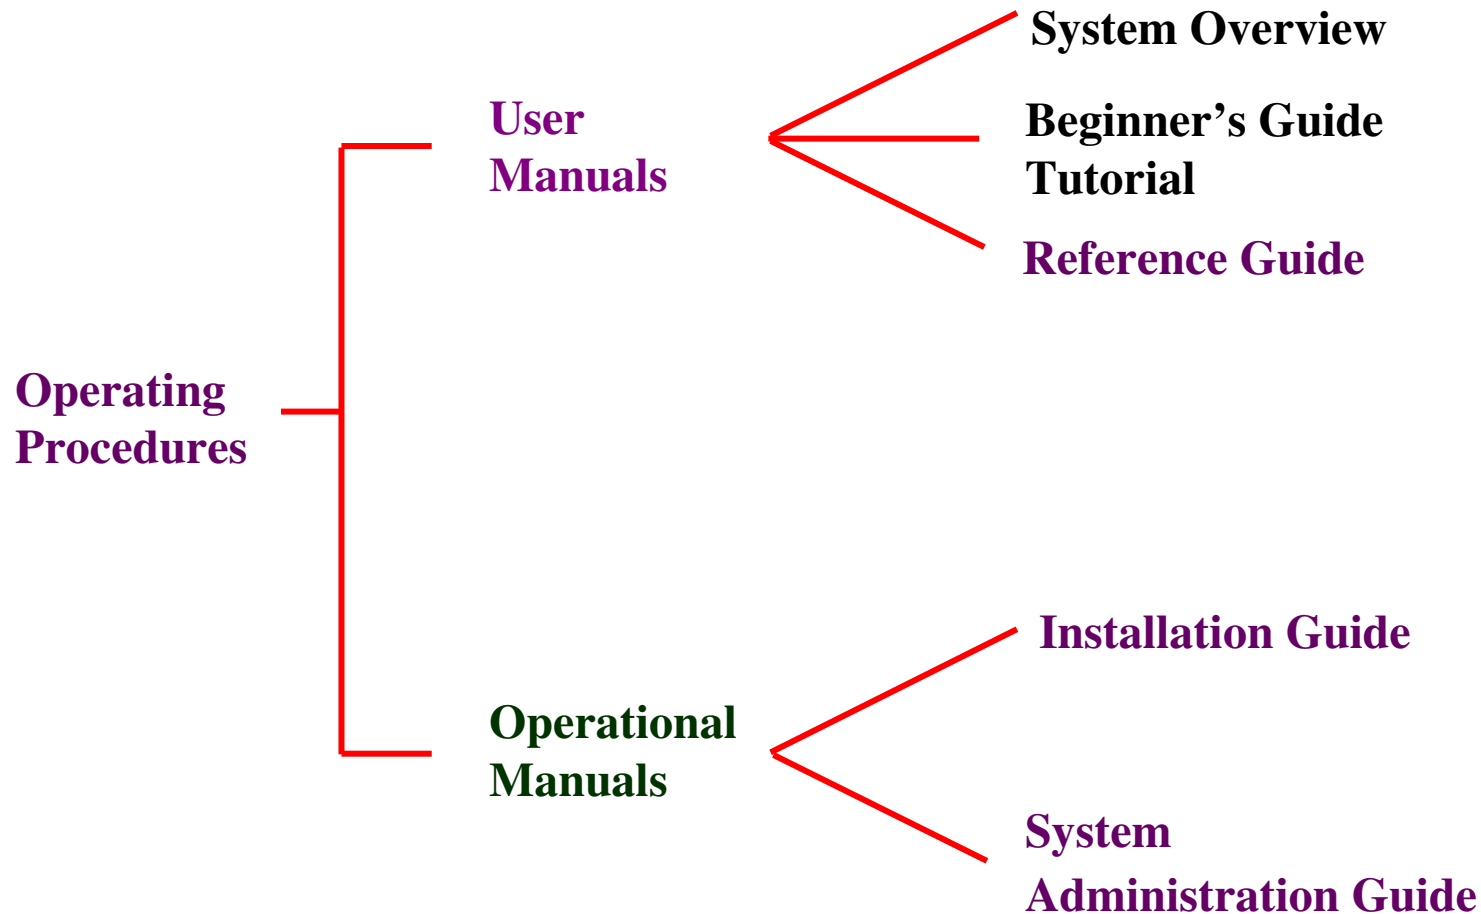 System Overview
User
Manuals
Beginner’s Guide
Tutorial
Reference Guide
Operating
Procedures
Installation Guide
Operational
Manuals
System
Administration Guide